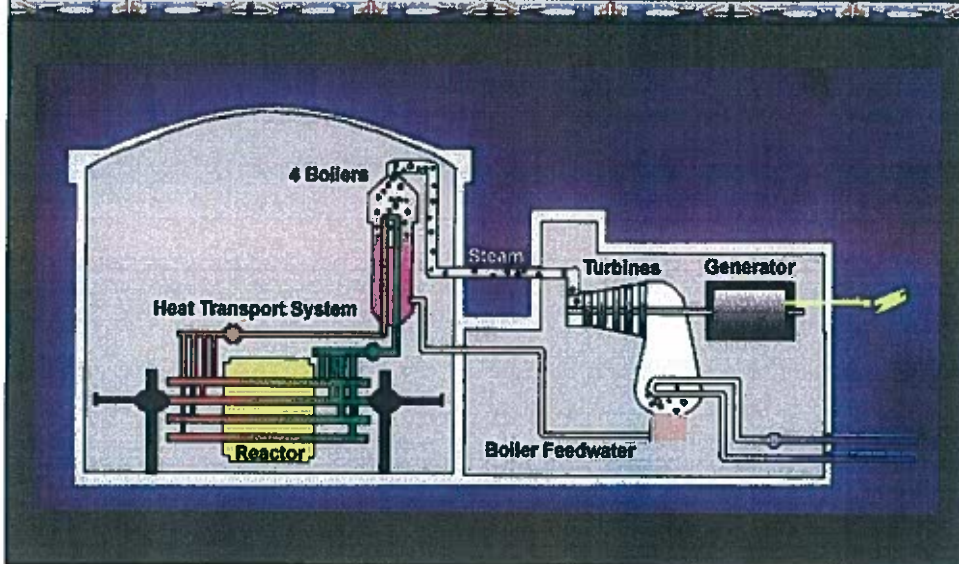 4 Boilers
Steam
Turbines
Generator
Heat Transport System
Reactor
Boiler Feedwater